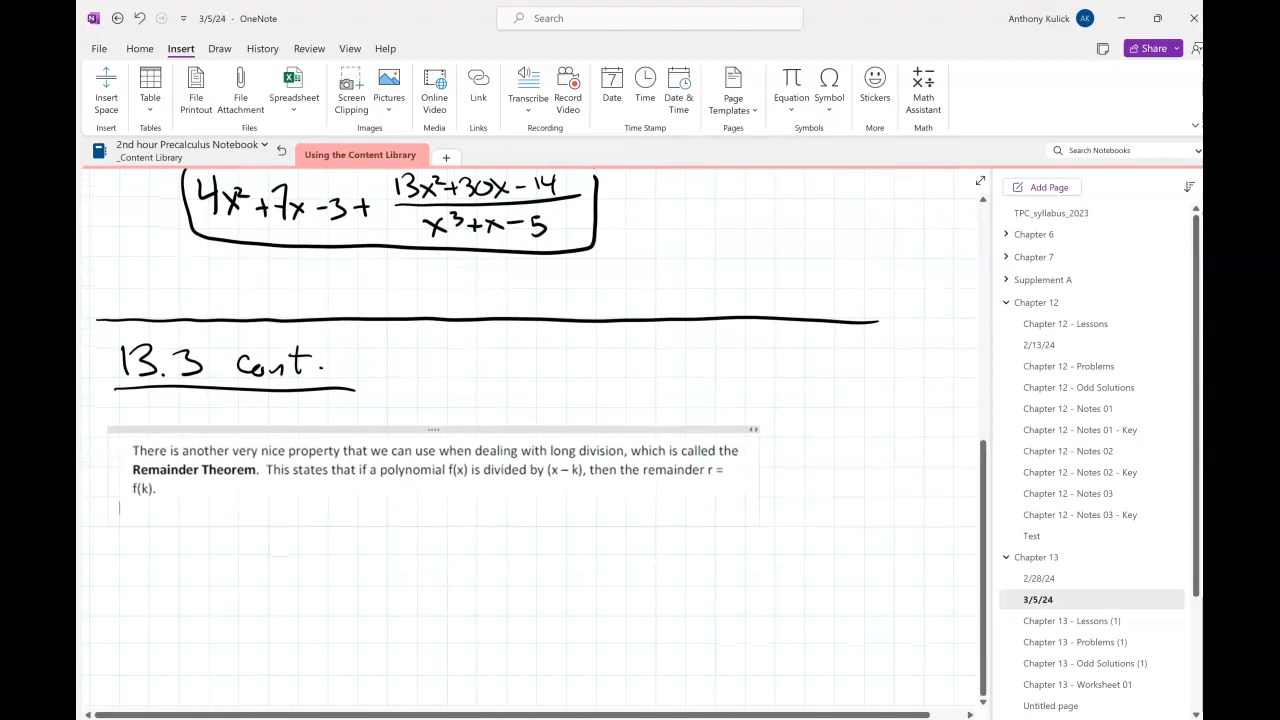 3/5/24 - OneNote
Search
Anthony Kulick
AK
File Home Insert Draw History Review View Help
Share
Insert Space
Table
File Printout
File Attachment
Spreadsheet
Screen Clipping
Pictures
Online Video
Link
Transcribe
Record Video
Date
Time
Date & Time
Page Templates
Equation
Symbol
Stickers
Math Assistant
Insert Tables Files Images Media Links Recording Time Stamp Pages Symbols More Math
2nd hour Precalculus Notebook
_Content Library
Using the Content Library
+
Search Notebooks
4x²+7x-3+ 13x²+30x-14
x³+x-5
13.3 cont.
There is another very nice property that we can use when dealing with long division, which is called the
Remainder Theorem. This states that if a polynomial f(x) is divided by (x – k), then the remainder r =
f(k).
Add Page
TPC_syllabus_2023
Chapter 6
Chapter 7
Supplement A
Chapter 12
Chapter 12 - Lessons
2/13/24
Chapter 12 - Problems
Chapter 12 - Odd Solutions
Chapter 12 - Notes 01
Chapter 12 - Notes 01 - Key
Chapter 12 - Notes 02
Chapter 12 - Notes 02 - Key
Chapter 12 - Notes 03
Chapter 12 - Notes 03 - Key
Test
Chapter 13
2/28/24
3/5/24
Chapter 13 - Lessons (1)
Chapter 13 - Problems (1)
Chapter 13 - Odd Solutions (1)
Chapter 13 - Worksheet 01
Untitled page